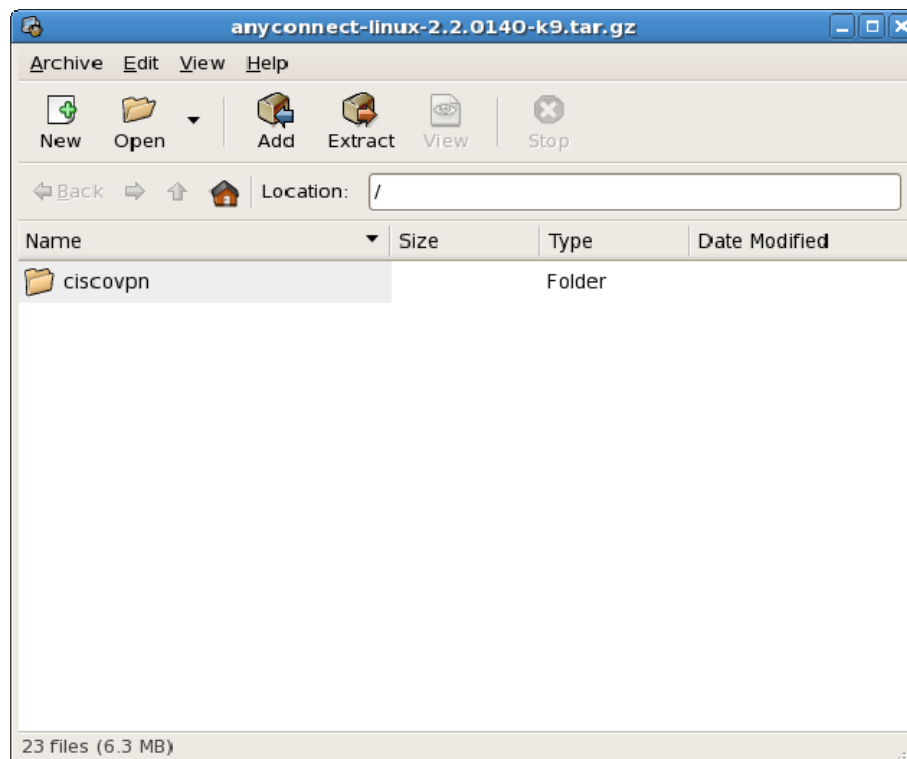 anyconnect-linux-2.2.0140-k9.tar.gz
Archive Edit View Help
New Open Add Extract View Stop
Back Location: /
Name Size Type Date Modified
ciscovpn Folder
23 files (6.3 MB)